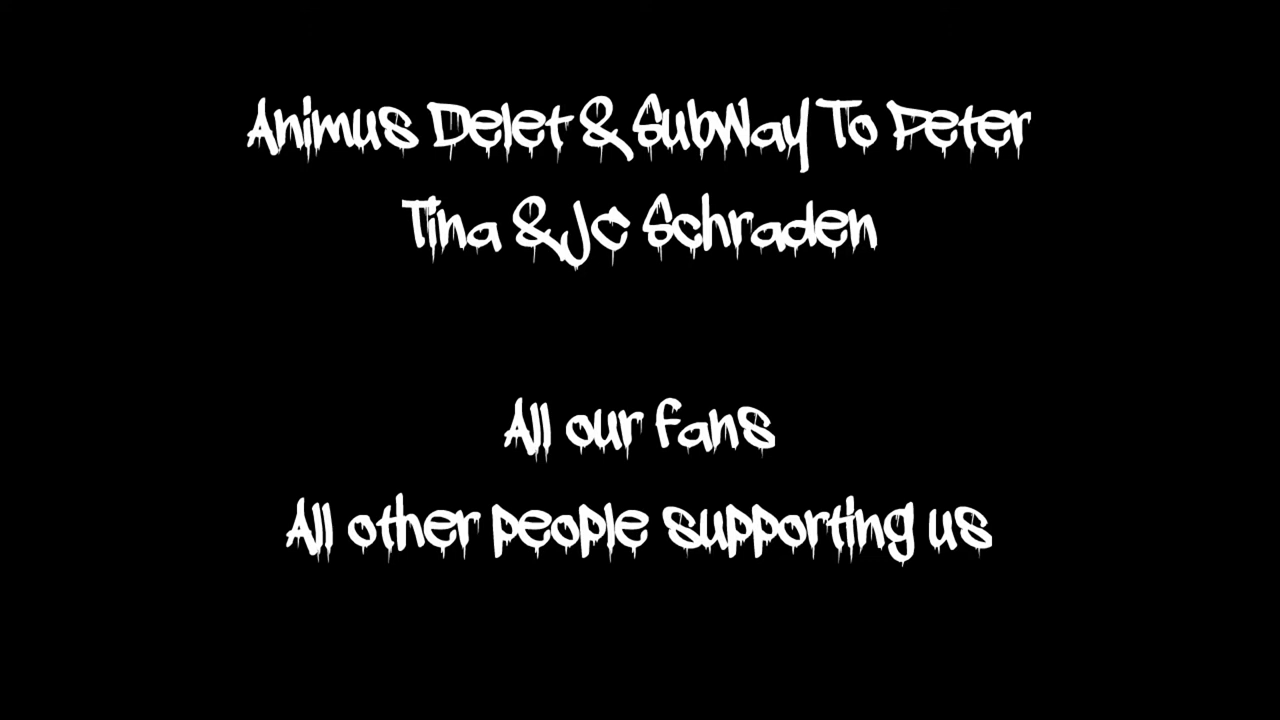 Animus Delet & SubWay To Peter
Tina & JC Schraden
All our fans
All other people supporting us